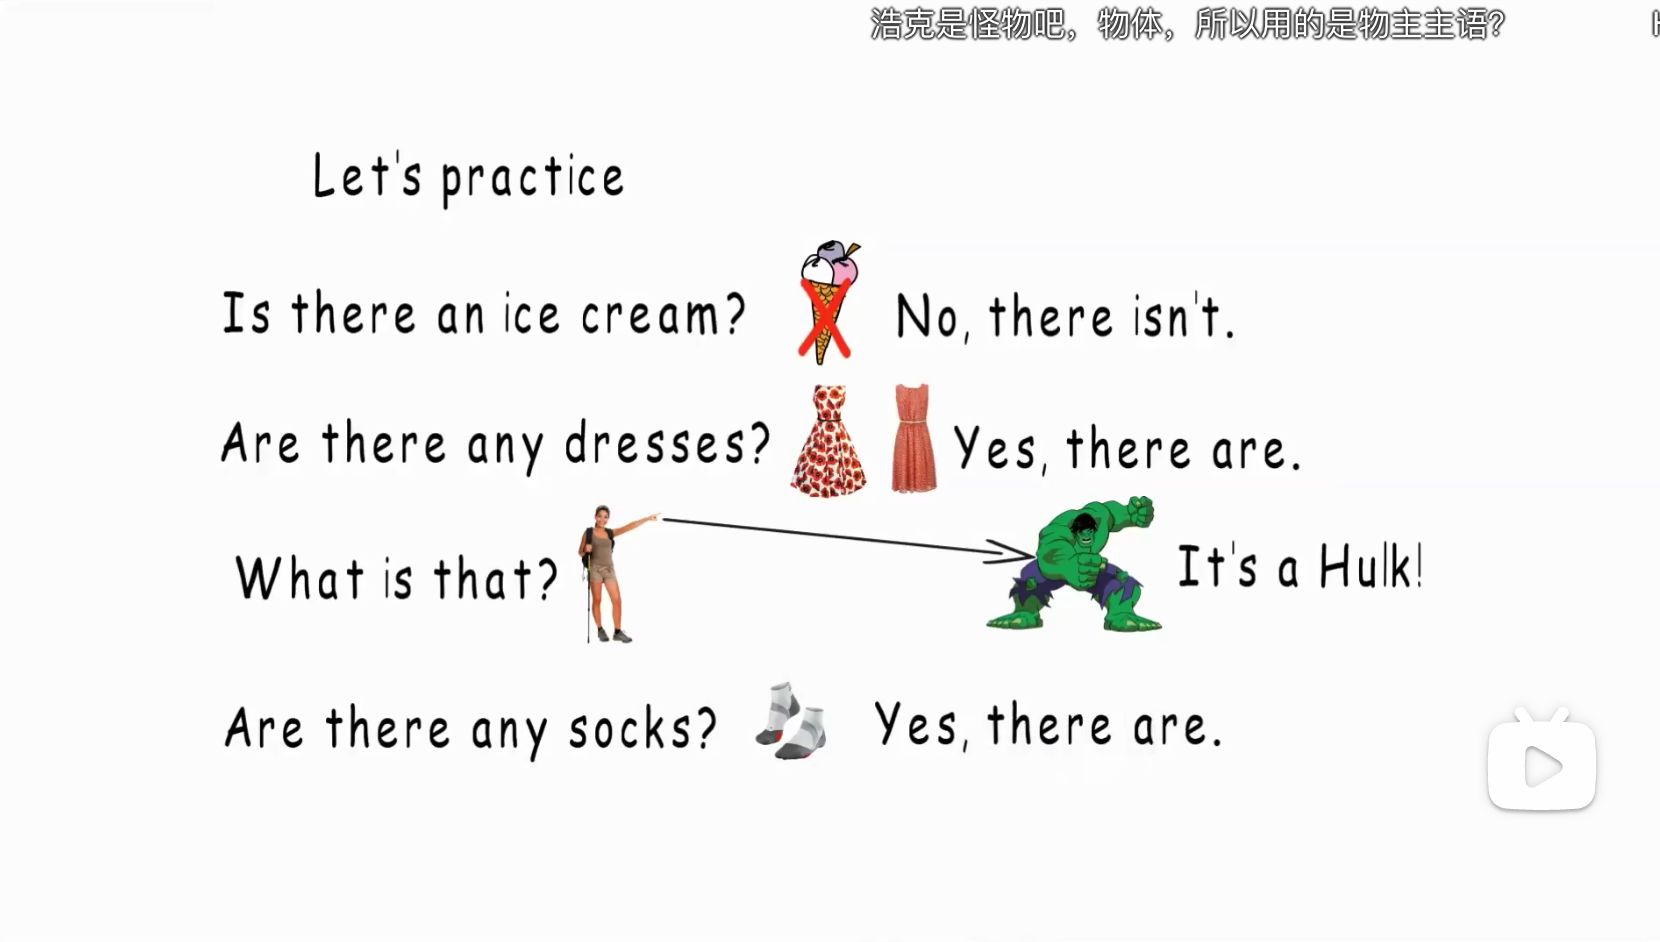 浩克是怪物吧，物体，所以用的是物主主语？
Let's practice
Is there an ice cream? No, there isn't.
Are there any dresses? Yes, there are.
What is that? It's a Hulk!
Are there any socks? Yes, there are.